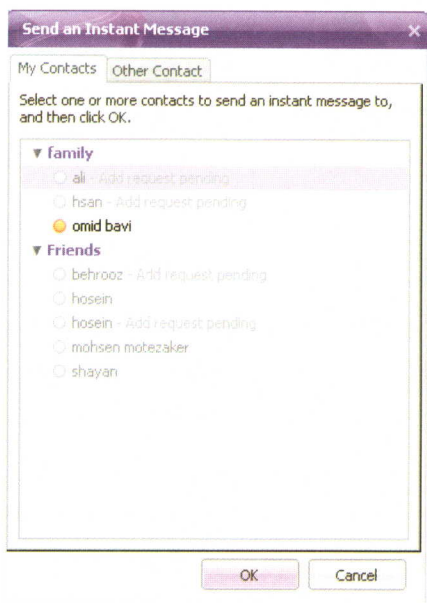 Send an Instant Message
My Contacts Other Contact
Select one or more contacts to send an instant message to,
and then click OK.
family
ali - Add request pending
hsan - Add request pending
omid bavi
Friends
behrooz - Add request pending
hosein
hosein - Add request pending
mohsen motezaker
shayan
OK Cancel